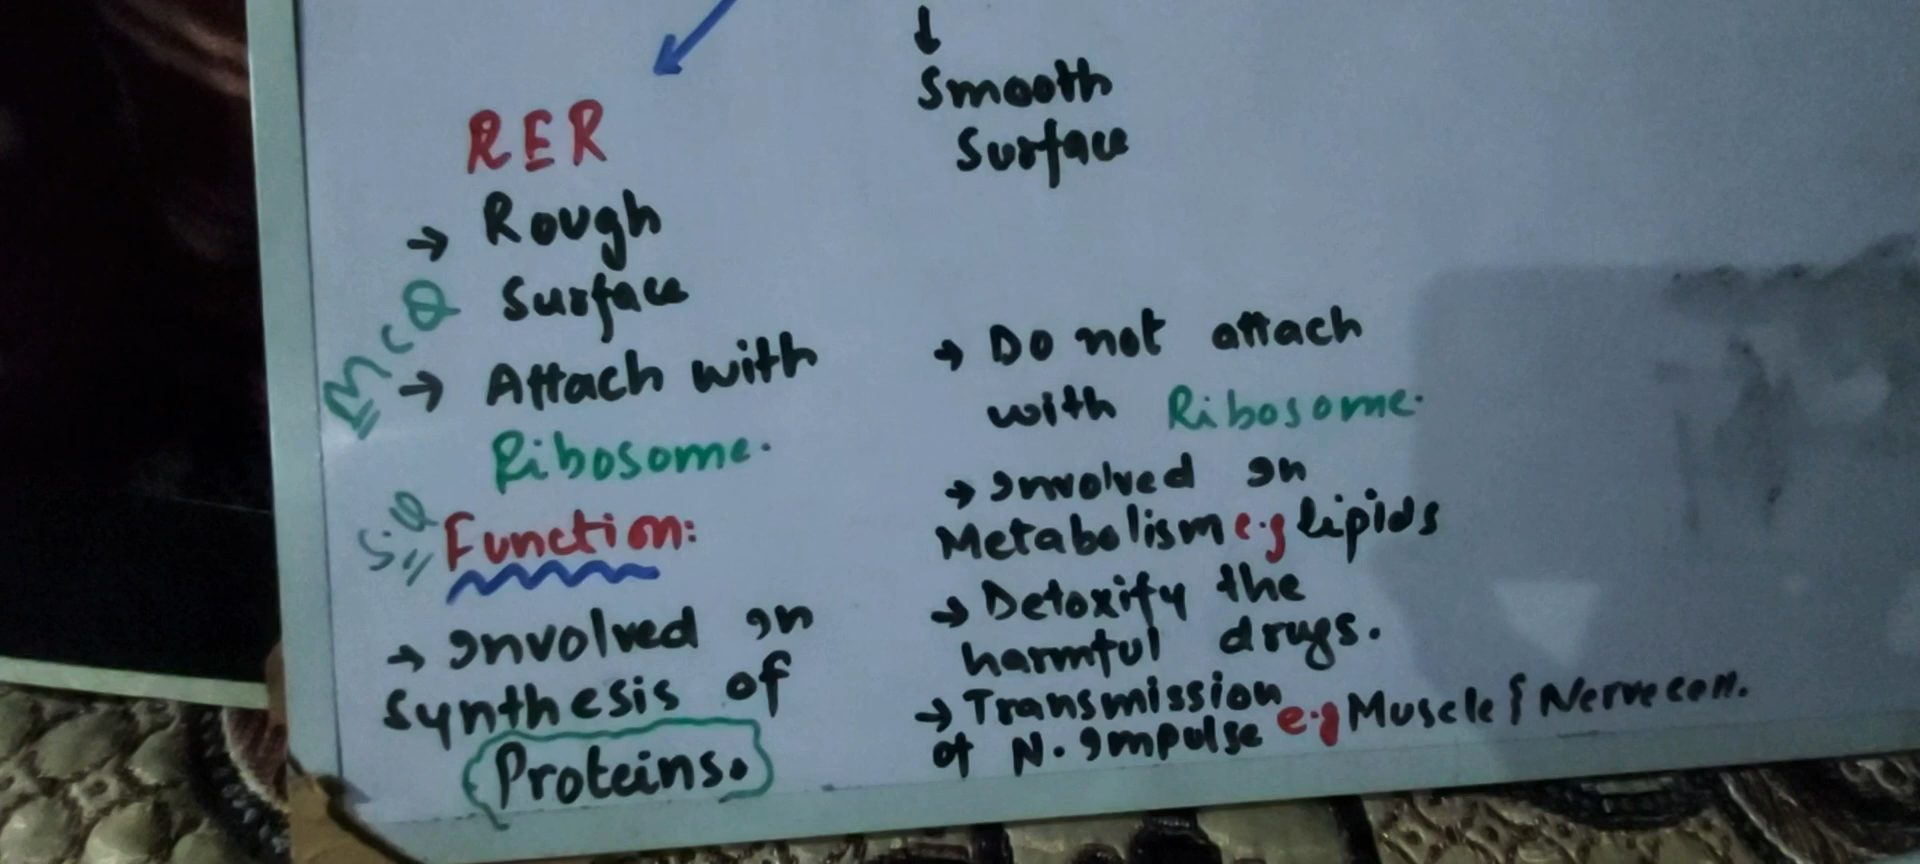 RER
→ Rough
Surface
MCQ
→ Attach with
Ribosome.
S.Q
Function:
→ Involved In
Synthesis of
Proteins.
↓
Smooth
Surface
→ Do not attach
with Ribosome.
→ Involved In
Metabolism e.g lipids
→ Detoxify the
harmful drugs.
→ Transmission
of N. Impulse e.g Muscle & Nerve cell.